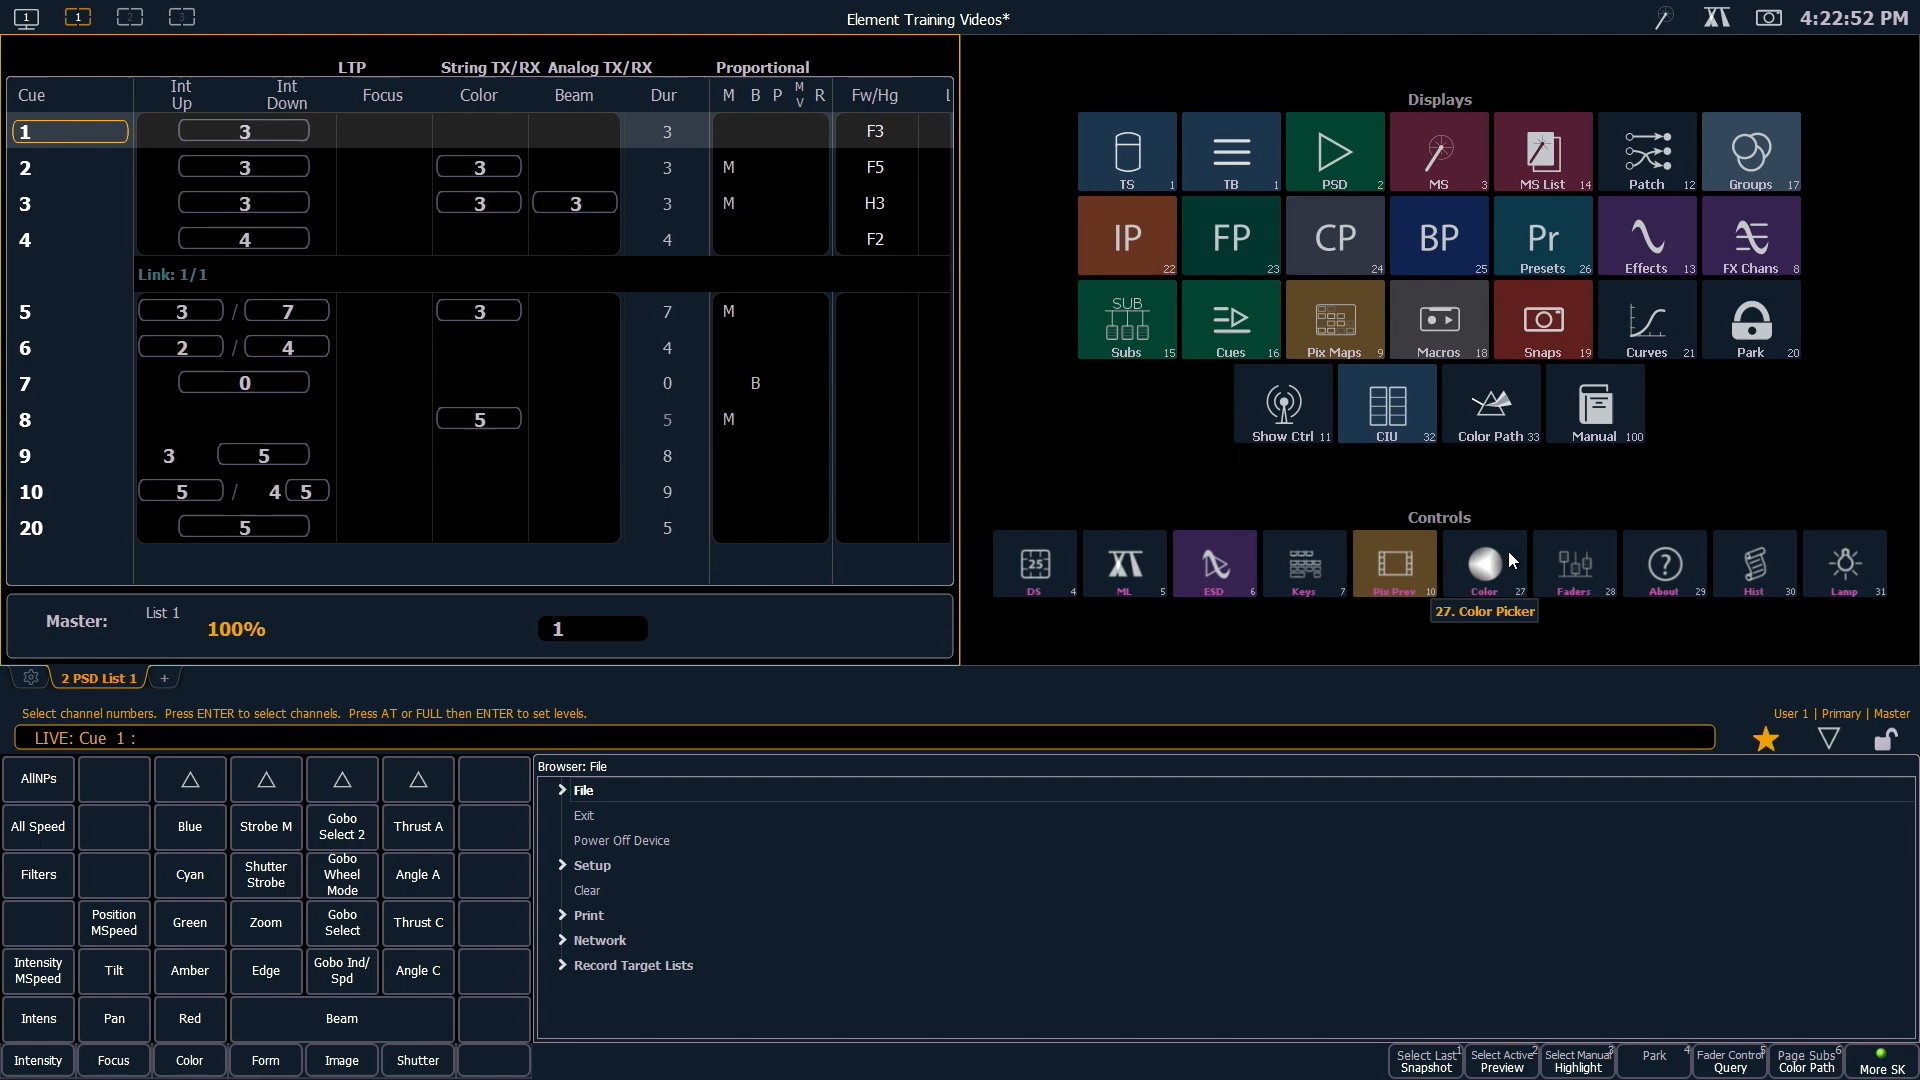 1
1
2
3
Element Training Videos*
4:22:52 PM
LTP String TX/RX Analog TX/RX Proportional
Cue Int Up Int Down Focus Color Beam Dur M B P M V R Fw/Hg
1 3 3 F3
2 3 3 3 M F5
3 3 3 3 3 M H3
4 4 4 F2
Link: 1/1
5 3 / 7 3 7 M
6 2 / 4 4
7 0 0 B
8 5 5 M
9 3 5 8
10 5 / 4 5 9
20 5 5
Master: List 1 100% 1
Displays
TS 1 TB 1 PSD 2 MS 3 MS List 14 Patch 12 Groups 17
IP 22 FP 23 CP 24 BP 25 Pr Presets 26 Effects 13 FX Chans 8
SUB Subs 15 Cues 16 Pix Maps 9 Macros 18 Snaps 19 Curves 21 Park 20
Show Ctrl 11 CIU 32 Color Path 33 Manual 100
Controls
25 DS 4 ML 5 ESD 6 Keys 7 Pix Prev 10 Color 27 Faders 28 ? About 29 Hist 30 Lamp 31
27. Color Picker
2 PSD List 1 +
Select channel numbers. Press ENTER to select channels. Press AT or FULL then ENTER to set levels.
User 1 | Primary | Master
LIVE: Cue 1 :
AllNPs
All Speed Blue Strobe M Gobo Select 2 Thrust A
Filters Cyan Shutter Strobe Gobo Wheel Mode Angle A
Position MSpeed Green Zoom Gobo Select Thrust C
Intensity MSpeed Tilt Amber Edge Gobo Ind/ Spd Angle C
Intens Pan Red Beam
Intensity Focus Color Form Image Shutter
Browser: File
File
Exit
Power Off Device
Setup
Clear
Print
Network
Record Target Lists
Select Last 1 Snapshot
Select Active 2 Preview
Select Manual 3 Highlight
Park 4
Fader Control 5 Query
Page Subs 6 Color Path
More SK